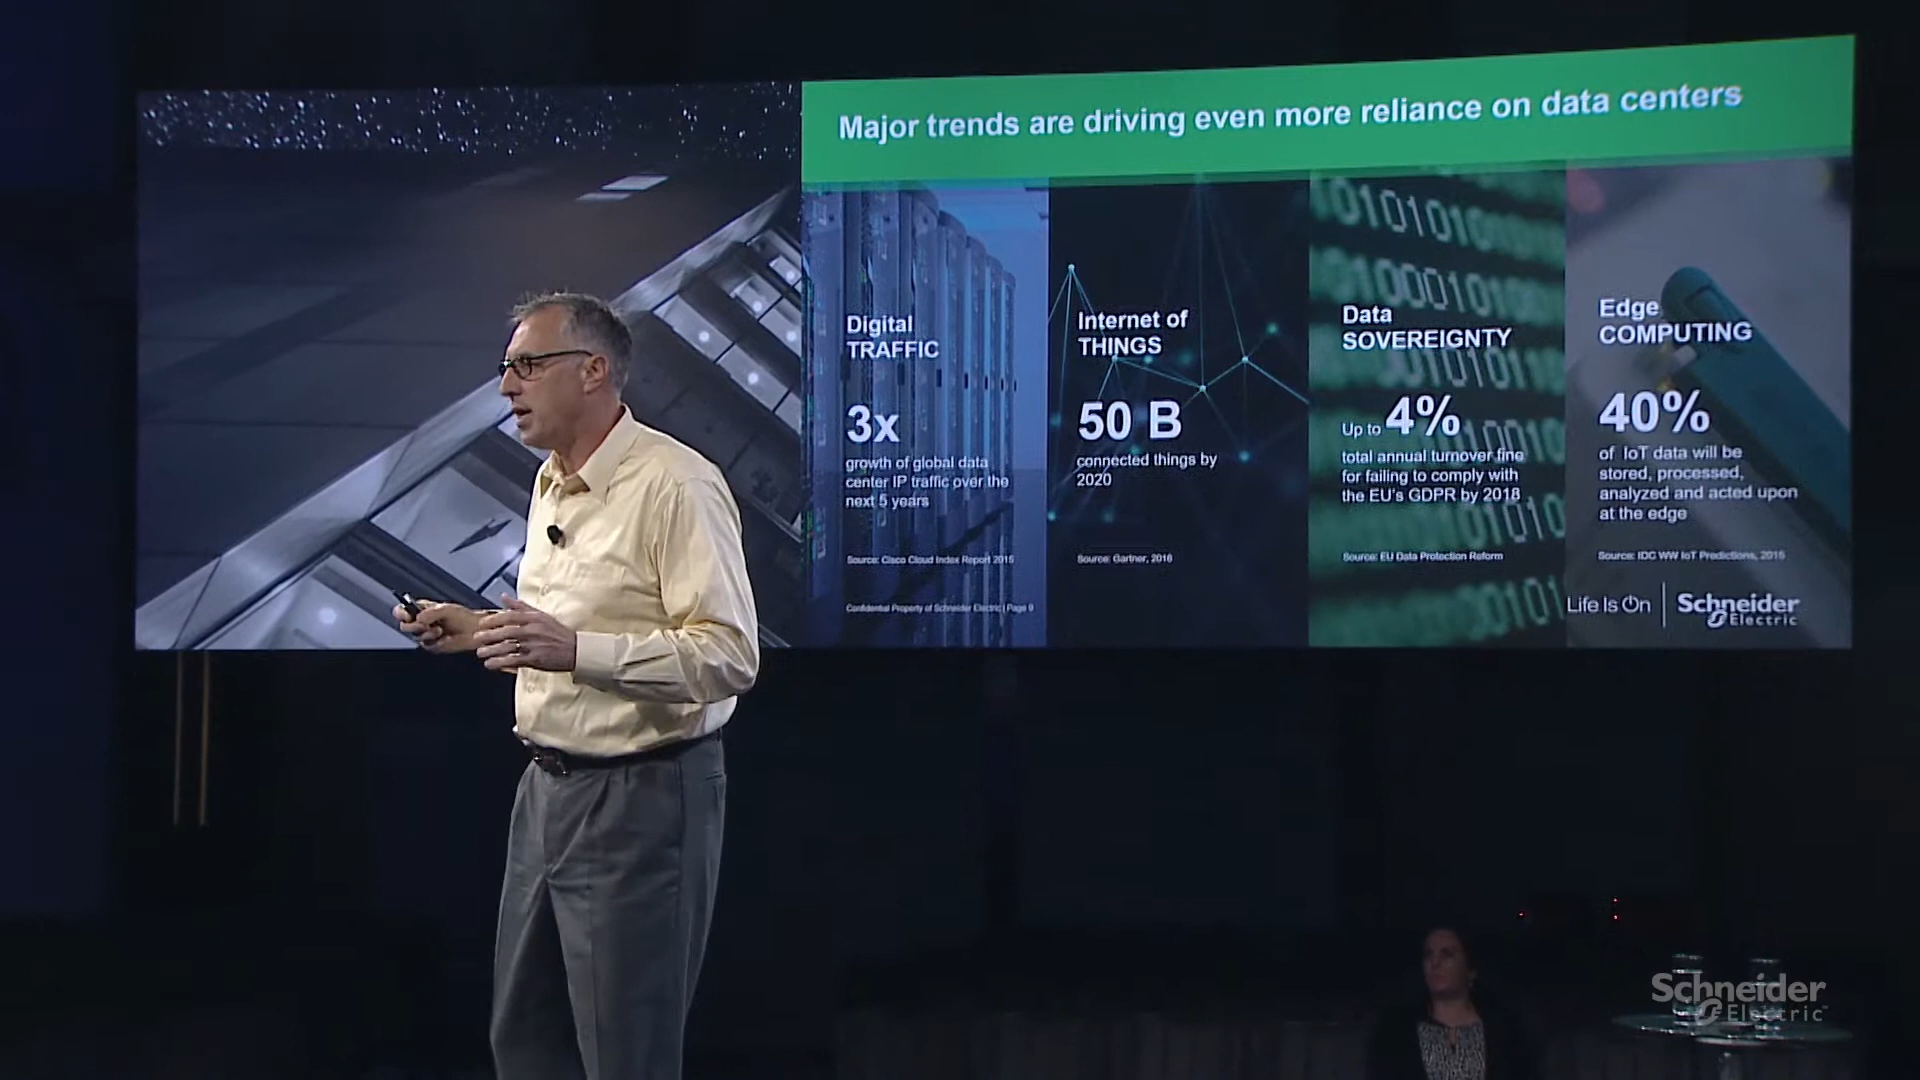 Major trends are driving even more reliance on data centers
Digital
TRAFFIC
3x
growth of global data
center IP traffic over the
next 5 years
Source: Cisco Cloud Index Report 2015
Confidential Property of Schneider Electric | Page 9
Internet of
THINGS
50 B
connected things by
2020
Source: Gartner, 2016
Data
SOVEREIGNTY
Up to 4%
total annual turnover fine
for failing to comply with
the EU's GDPR by 2018
Source: EU Data Protection Reform
Edge
COMPUTING
40%
of IoT data will be
stored, processed,
analyzed and acted upon
at the edge
Source: IDC WW IoT Predictions, 2015
Life Is On
Schneider
Electric
Schneider
Electric